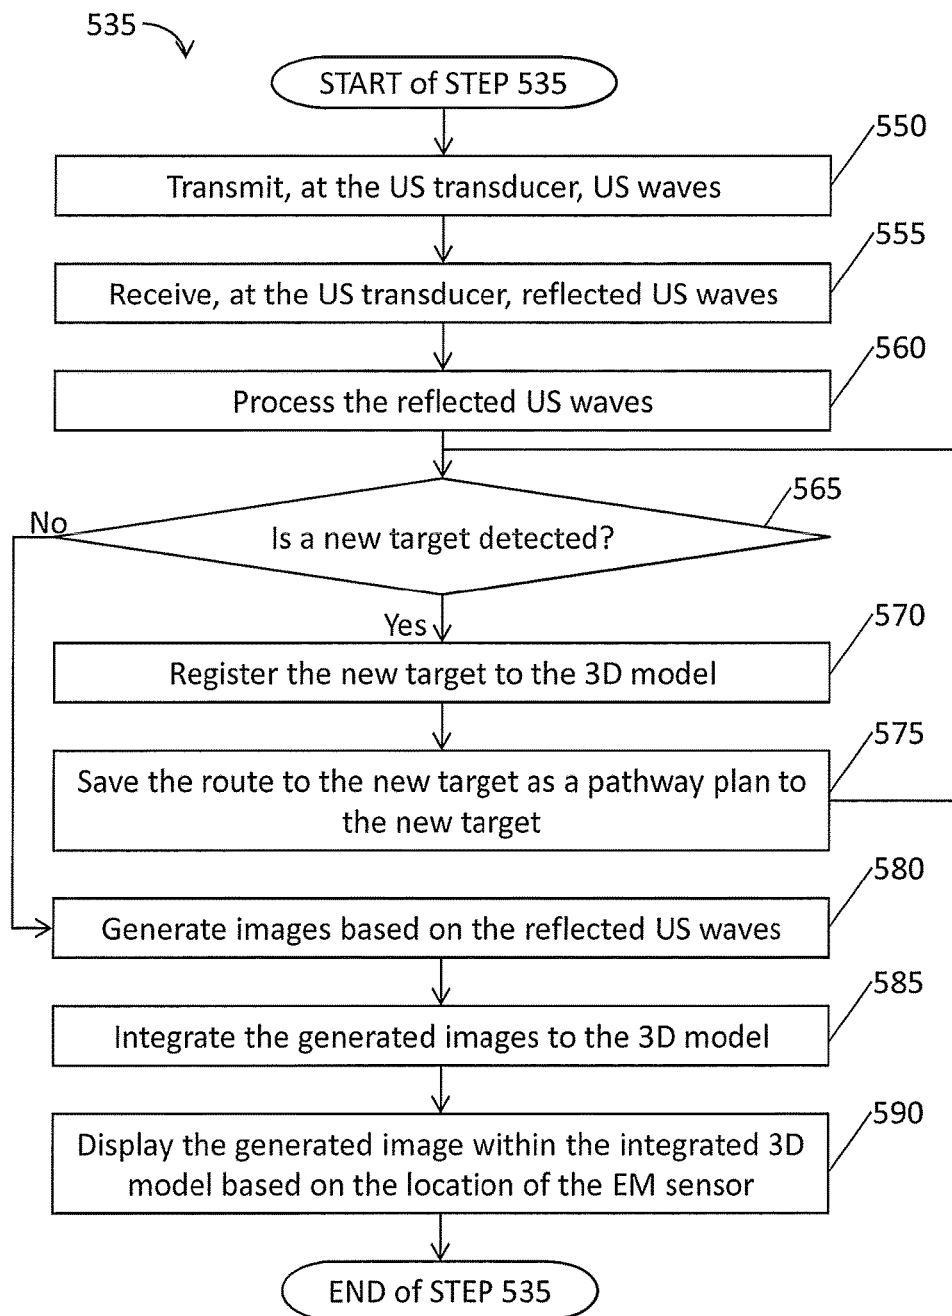 535
START of STEP 535
550
Transmit, at the US transducer, US waves
555
Receive, at the US transducer, reflected US waves
560
Process the reflected US waves
565
No
Is a new target detected?
Yes
570
Register the new target to the 3D model
575
Save the route to the new target as a pathway plan to
the new target
580
Generate images based on the reflected US waves
585
Integrate the generated images to the 3D model
590
Display the generated image within the integrated 3D
model based on the location of the EM sensor
END of STEP 535